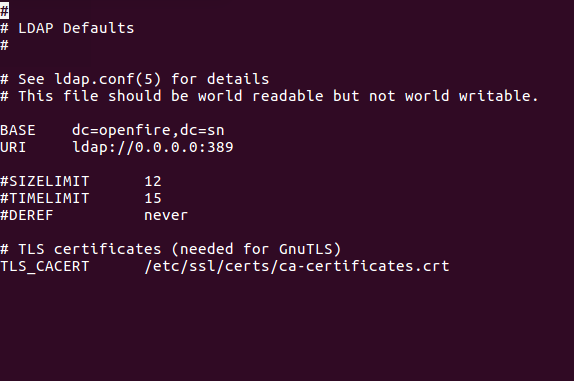 #
# LDAP Defaults
#
# See ldap.conf(5) for details
# This file should be world readable but not world writable.
BASE    dc=openfire,dc=sn
URI     ldap://0.0.0.0:389
#SIZELIMIT      12
#TIMELIMIT      15
#DEREF          never
# TLS certificates (needed for GnuTLS)
TLS_CACERT      /etc/ssl/certs/ca-certificates.crt